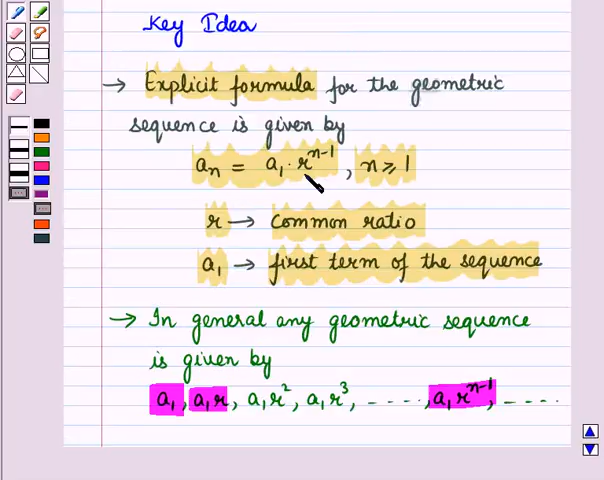 Key Idea
→ Explicit formula for the geometric
sequence is given by
aₙ = a₁ · rⁿ⁻¹ , n ⩾ 1
r → common ratio
a₁ → first term of the sequence
→ In general any geometric sequence
is given by
a₁, a₁r, a₁r², a₁r³, - - - - -, a₁rⁿ⁻¹, - - - -